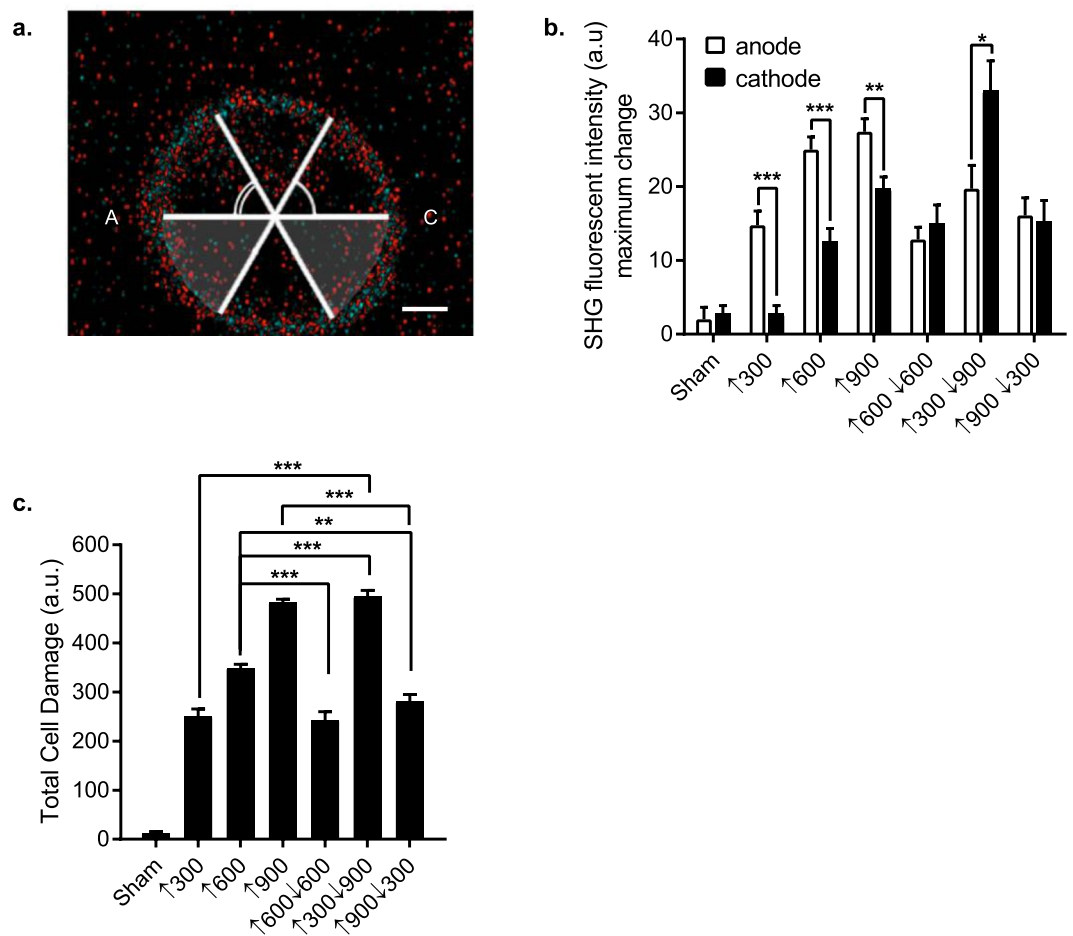 a.
A
C
b.
SHG fluorescent intensity (a.u)
maximum change
40
30
20
10
0
anode
cathode
***
***
**
*
Sham
↑300
↑600
↑900
↑600 ↓600
↑300 ↓900
↑900 ↓300
c.
Total Cell Damage (a.u.)
600
500
400
300
200
100
0
***
***
**
***
***
Sham
↑300
↑600
↑900
↑600↓600
↑300↓900
↑900↓300